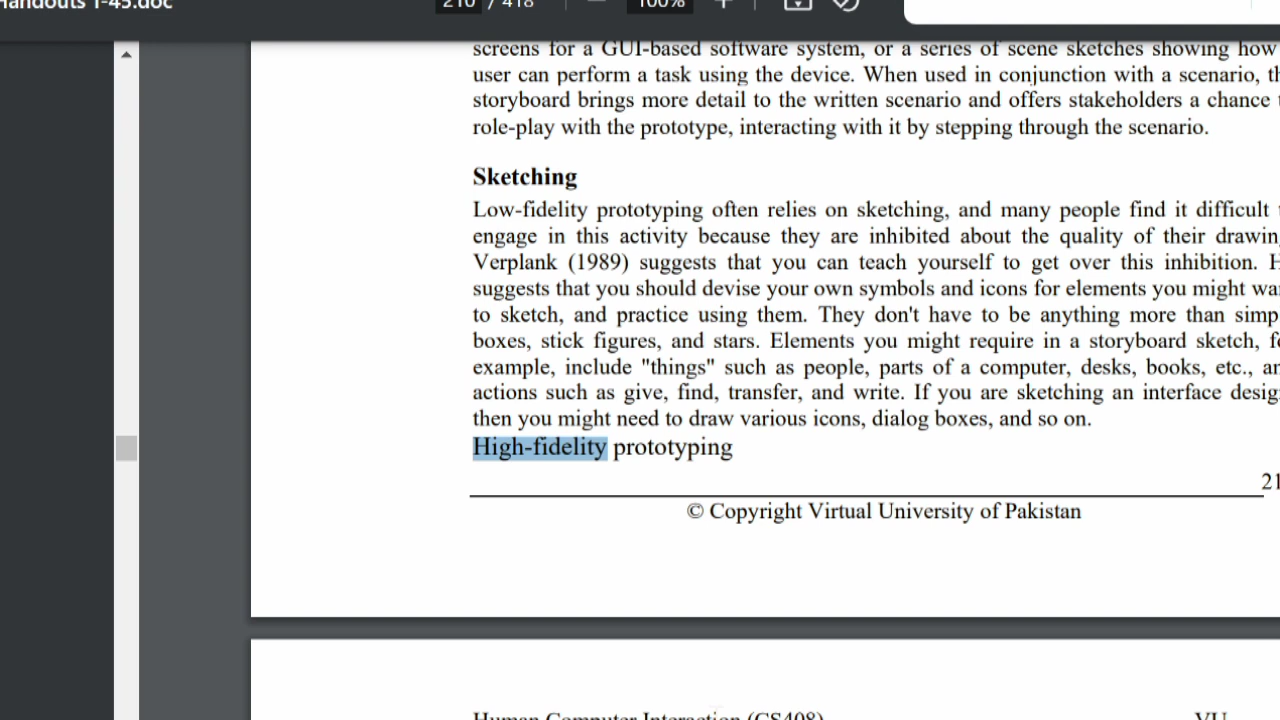 Handouts 1-45.doc
210 / 418
100%
screens for a GUI-based software system, or a series of scene sketches showing how
user can perform a task using the device. When used in conjunction with a scenario,
storyboard brings more detail to the written scenario and offers stakeholders a chance
role-play with the prototype, interacting with it by stepping through the scenario.
Sketching
Low-fidelity prototyping often relies on sketching, and many people find it difficult
engage in this activity because they are inhibited about the quality of their
Verplank (1989) suggests that you can teach yourself to get over this inhibition.
suggests that you should devise your own symbols and icons for elements you might
to sketch, and practice using them. They don't have to be anything more than
boxes, stick figures, and stars. Elements you might require in a storyboard sketch,
example, include "things" such as people, parts of a computer, desks, books, etc.,
actions such as give, find, transfer, and write. If you are sketching an interface
then you might need to draw various icons, dialog boxes, and so on.
High-fidelity prototyping
© Copyright Virtual University of Pakistan
Human Computer Interaction (CS408) VU